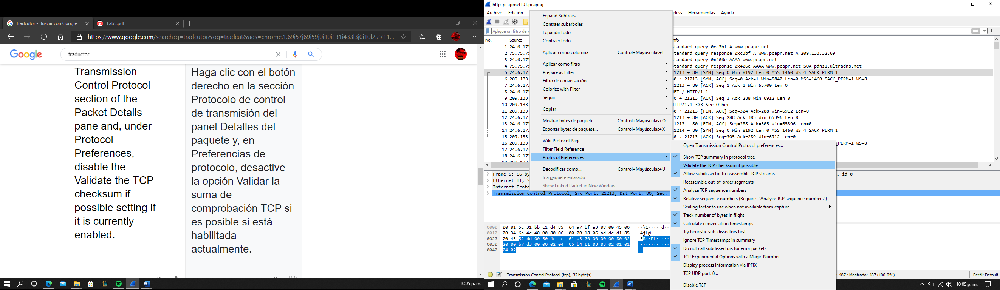 tradcutor - Buscar con Google
Lab5.pdf
https://www.google.com/search?q=tradcutor&oq=tradcut&aqs=chrome.1.69i57j69i59j0i10i131i433l3j0i10l2.2711...
Google
traductor
Transmission
Control Protocol
section of the
Packet Details
pane and, under
Protocol
Preferences,
disable the
Validate the TCP
checksum if
possible setting if
it is currently
enabled.
Haga clic con el botón
derecho en la sección
Protocolo de control
de transmisión del
panel Detalles del
paquete y, en
Preferencias de
protocolo, desactive
la opción Validar la
suma de
comprobación TCP si
es posible si está
habilitada
actualmente.
10:05 p. m.
http-pcaprnet101.pcapng
Archivo Edición eless Herramientas Ayuda
Aplique un filtro de v
No. Source nfo
1 24.6.173 Standard query 0xc3bf A www.pcapr.net
2 75.75.75 Standard query response 0xc3bf A www.pcapr.net A 209.133.32.69
3 24.6.173 Standard query 0x406e AAAA www.pcapr.net
4 75.75.75 Standard query response 0x406e AAAA www.pcapr.net SOA pdns1.ultradns.net
5 24.6.173 21213 → 80 [SYN] Seq=0 Win=8192 Len=0 MSS=1460 WS=4 SACK_PERM=1
6 209.133. 80 → 21213 [SYN, ACK] Seq=0 Ack=1 Win=5840 Len=0 MSS=1460 SACK_PERM=1 WS=8
7 24.6.173 21213 → 80 [ACK] Seq=1 Ack=1 Win=65700 Len=0
8 24.6.173 GET / HTTP/1.1
9 209.133. 80 → 21213 [ACK] Seq=1 Ack=288 Win=6912 Len=0
10 209.133. HTTP/1.1 303 See Other
11 209.133. 80 → 21213 [FIN, ACK] Seq=304 Ack=288 Win=6912 Len=0
12 24.6.173 21213 → 80 [ACK] Seq=288 Ack=305 Win=65396 Len=0
13 24.6.173 21213 → 80 [FIN, ACK] Seq=288 Ack=305 Win=65396 Len=0
14 24.6.173 21214 → 80 [SYN] Seq=0 Win=8192 Len=0 MSS=1460 WS=4 SACK_PERM=1
15 209.133. 80 → 21213 [ACK] Seq=305 Ack=289 Win=6912 Len=0
16 209.133. _PERM=1 WS=8
17 24.6.173
18 24.6.173
Expand Subtrees
Contraer subárboles
Expandir todo
Contraer todo
Aplicar como columna Control+Mayúsculas+I
Aplicar como filtro
Prepare as Filter
Filtro de conversación
Colorize with Filter
Seguir
Copiar
Mostrar bytes de paquete... Control+Mayúsculas+O
Exportar bytes de paquete... Control+Mayúsculas+X
Wiki Protocol Page
Filter Field Reference
Protocol Preferences
Decodificar como... Control+Mayúsculas+U
Ir a paquete enlazado
Show Linked Packet in New Window
Open Transmission Control Protocol preferences...
Show TCP summary in protocol tree
Validate the TCP checksum if possible
Allow subdissector to reassemble TCP streams
Reassemble out-of-order segments
Analyze TCP sequence numbers
Relative sequence numbers (Requires "Analyze TCP sequence numbers")
Scaling factor to use when not available from capture
Track number of bytes in flight
Calculate conversation timestamps
Try heuristic sub-dissectors first
Ignore TCP Timestamps in summary
Do not call subdissectors for error packets
TCP Experimental Options with a Magic Number
Display process information via IPFIX
TCP UDP port: 0...
Disable TCP
Frame 5: 66 by , id 0
Ethernet II, S
Internet Proto
Transmission Control Protocol, Src Port: 21213, Dst Port: 80, Seq:
0000 00 01 5c 31 bb c1 d4 85 64 a7 bf a3 08 00 45 00 ··\1···· d··
0010 00 34 6a 4c 40 00 80 06 00 00 18 06 ad dc d1 85 ·4jL@··· ···
0020 20 45 52 dd 00 50 4c cc 01 a3 00 00 00 00 80 02 ER··PL· ····
0030 20 00 b7 d3 00 00 02 04 05 b4 01 03 03 02 01 01 ······· ···
0040 04 02 ··
Transmission Control Protocol (tcp), 32 byte(s) : 487 · Mostrado: 487 (100.0%) Perfil: Default
10:05 p. m.